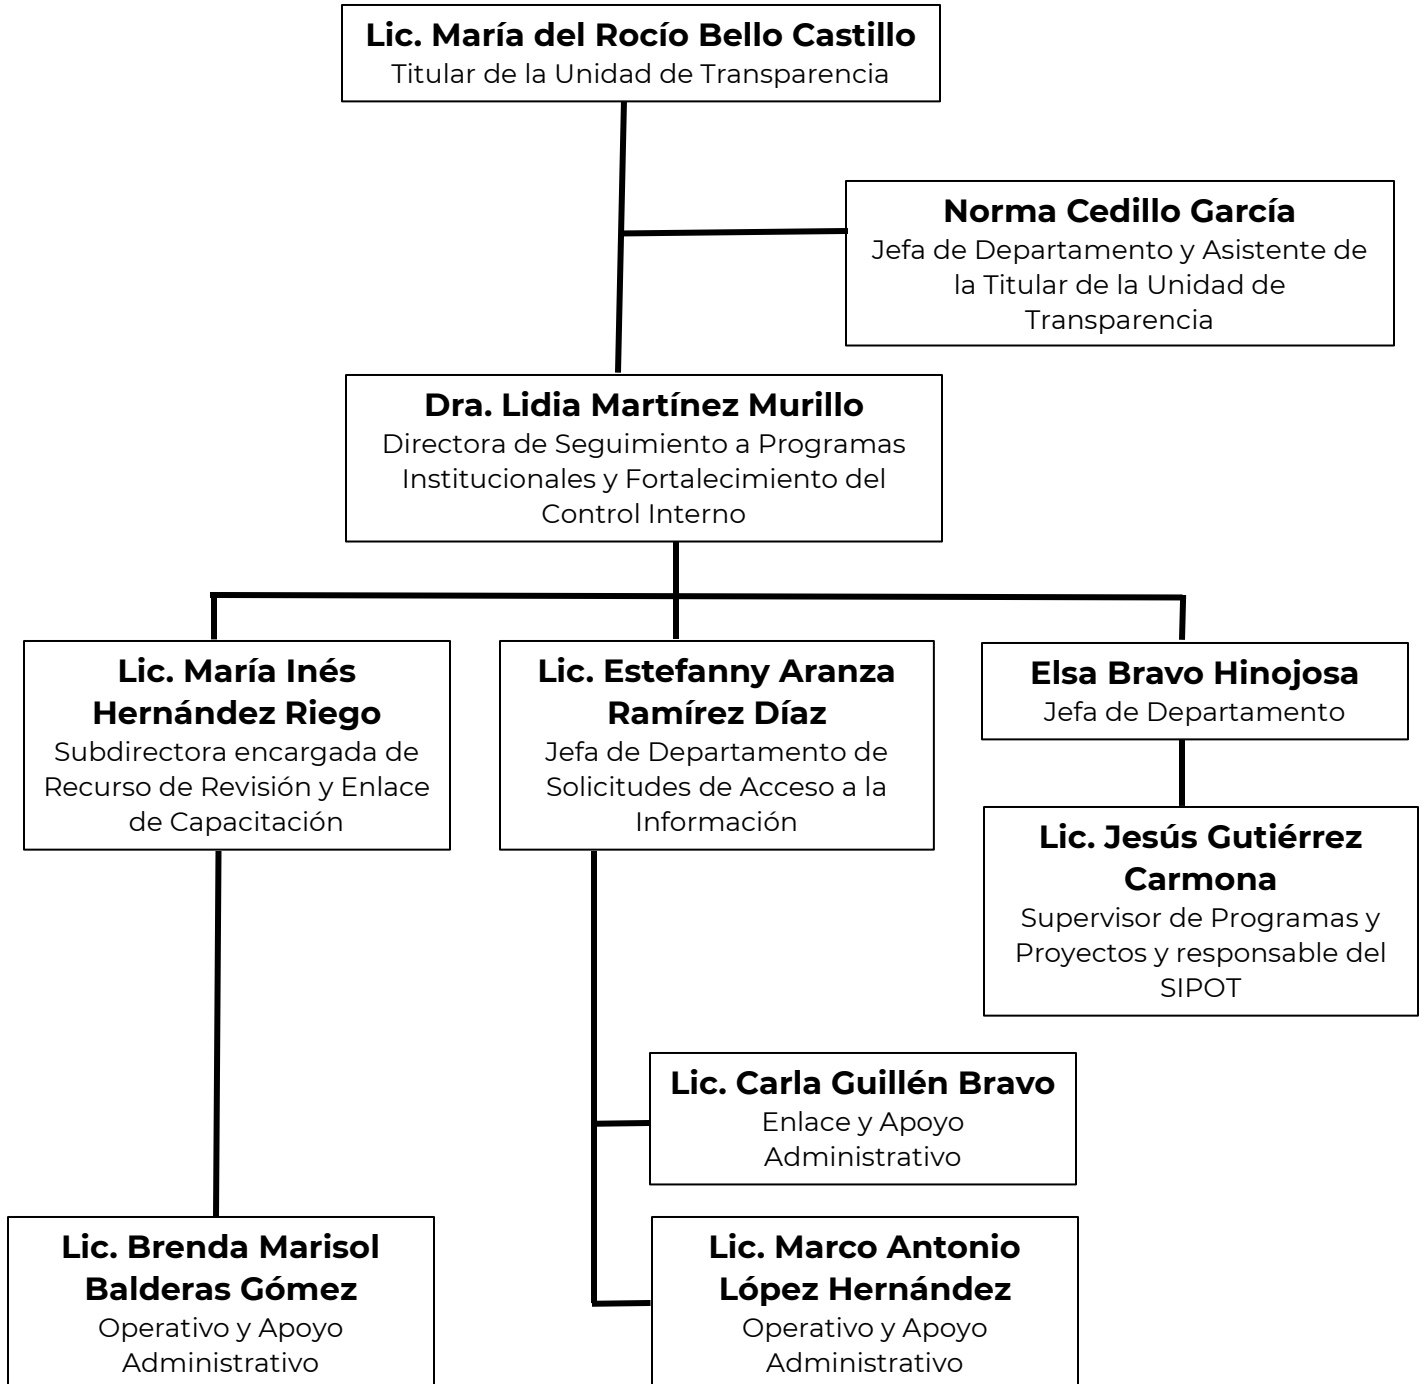 Lic. María del Rocío Bello Castillo
Titular de la Unidad de Transparencia
Norma Cedillo García
Jefa de Departamento y Asistente de
la Titular de la Unidad de
Transparencia
Dra. Lidia Martínez Murillo
Directora de Seguimiento a Programas
Institucionales y Fortalecimiento del
Control Interno
Lic. María Inés
Hernández Riego
Subdirectora encargada de
Recurso de Revisión y Enlace
de Capacitación
Lic. Estefanny Aranza
Ramírez Díaz
Jefa de Departamento de
Solicitudes de Acceso a la
Información
Elsa Bravo Hinojosa
Jefa de Departamento
Lic. Jesús Gutiérrez
Carmona
Supervisor de Programas y
Proyectos y responsable del
SIPOT
Lic. Carla Guillén Bravo
Enlace y Apoyo
Administrativo
Lic. Brenda Marisol
Balderas Gómez
Operativo y Apoyo
Administrativo
Lic. Marco Antonio
López Hernández
Operativo y Apoyo
Administrativo